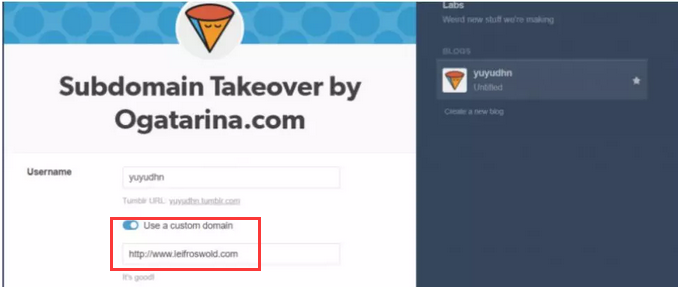 Labs
Weird new stuff we're making
BLOGS
yuyudhn
Untitled
Create a new blog
Subdomain Takeover by
Ogatarina.com
Username
yuyudhn
Tumblr URL: yuyudhn.tumblr.com
Use a custom domain
http://www.leifroswold.com
It's good!